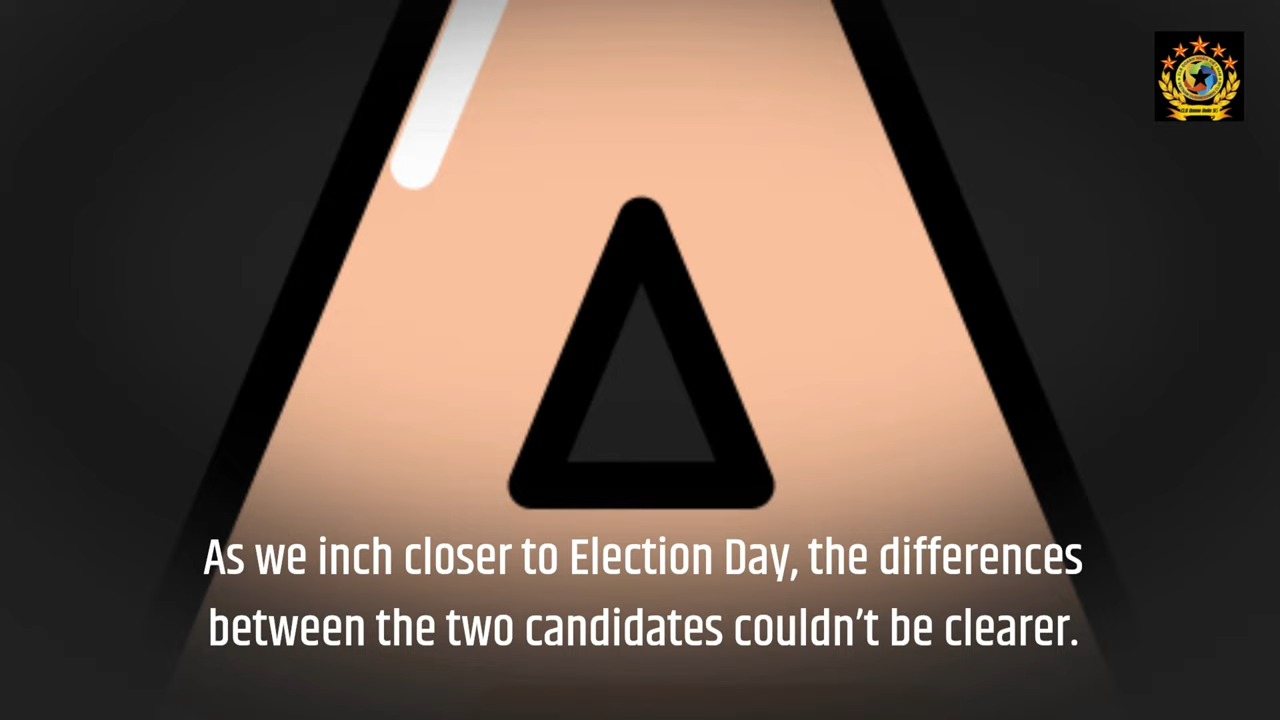 As we inch closer to Election Day, the differences
between the two candidates couldn’t be clearer.